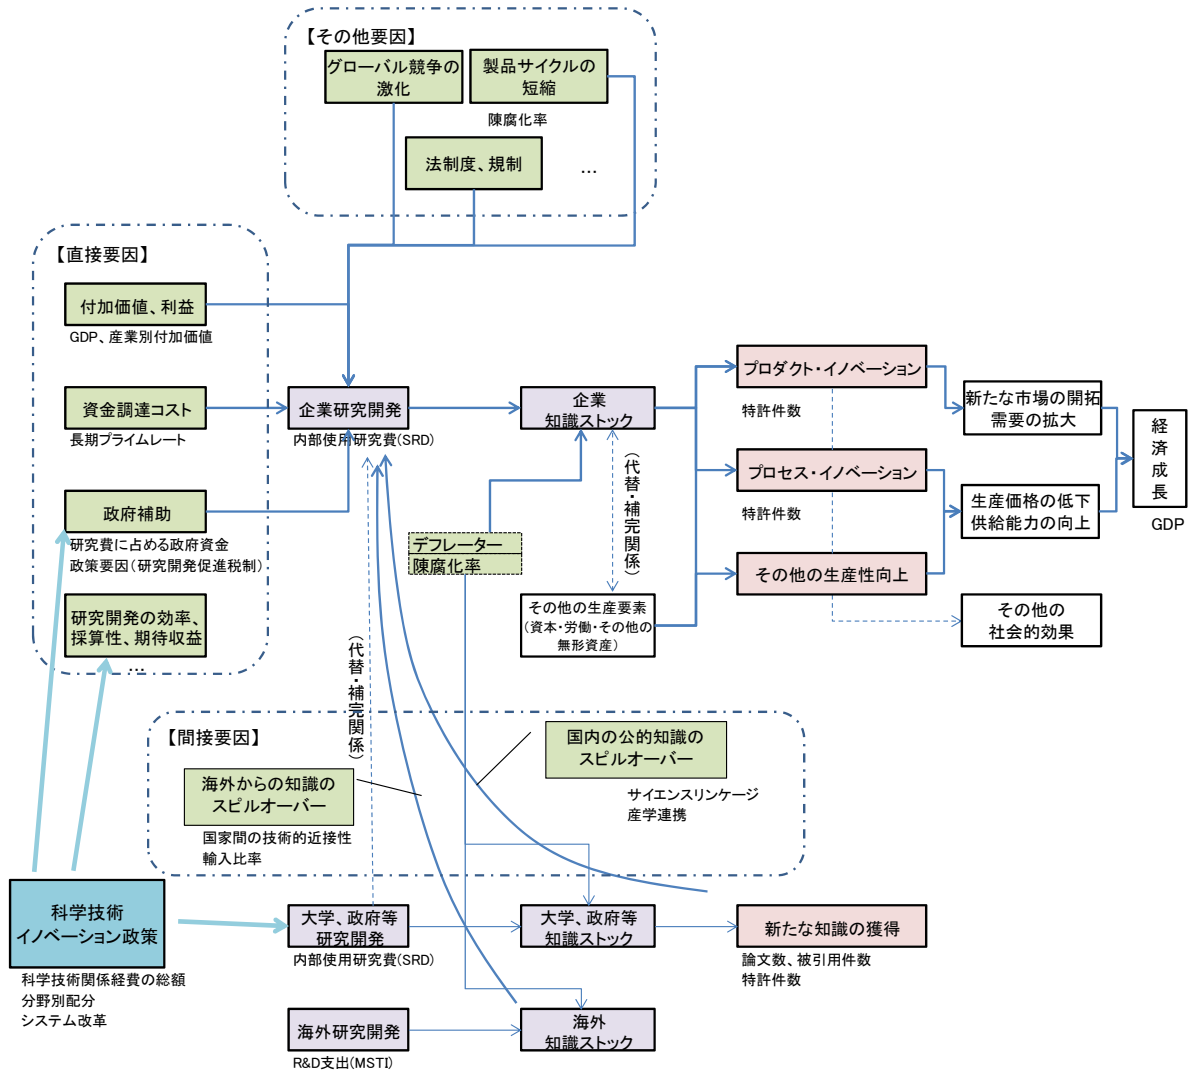 【その他要因】
グローバル競争の
激化
製品サイクルの
短縮
陳腐化率
法制度、規制
…
【直接要因】
付加価値、利益
GDP、産業別付加価値
資金調達コスト
長期プライムレート
政府補助
研究費に占める政府資金
政策要因（研究開発促進税制）
研究開発の効率、
採算性、期待収益
…
企業研究開発
内部使用研究費(SRD)
企業
知識ストック
（代替・補完関係）
デフレーター
陳腐化率
その他の生産要素
（資本・労働・その他の
無形資産）
プロダクト・イノベーション
特許件数
プロセス・イノベーション
特許件数
その他の生産性向上
新たな市場の開拓
需要の拡大
生産価格の低下
供給能力の向上
その他の
社会的効果
経済成長
GDP
（代替・補完関係）
【間接要因】
海外からの知識の
スピルオーバー
国家間の技術的近接性
輸入比率
国内の公的知識の
スピルオーバー
サイエンスリンケージ
産学連携
科学技術
イノベーション政策
科学技術関係経費の総額
分野別配分
システム改革
大学、政府等
研究開発
内部使用研究費(SRD)
大学、政府等
知識ストック
新たな知識の獲得
論文数、被引用件数
特許件数
海外研究開発
R&D支出(MSTI)
海外
知識ストック